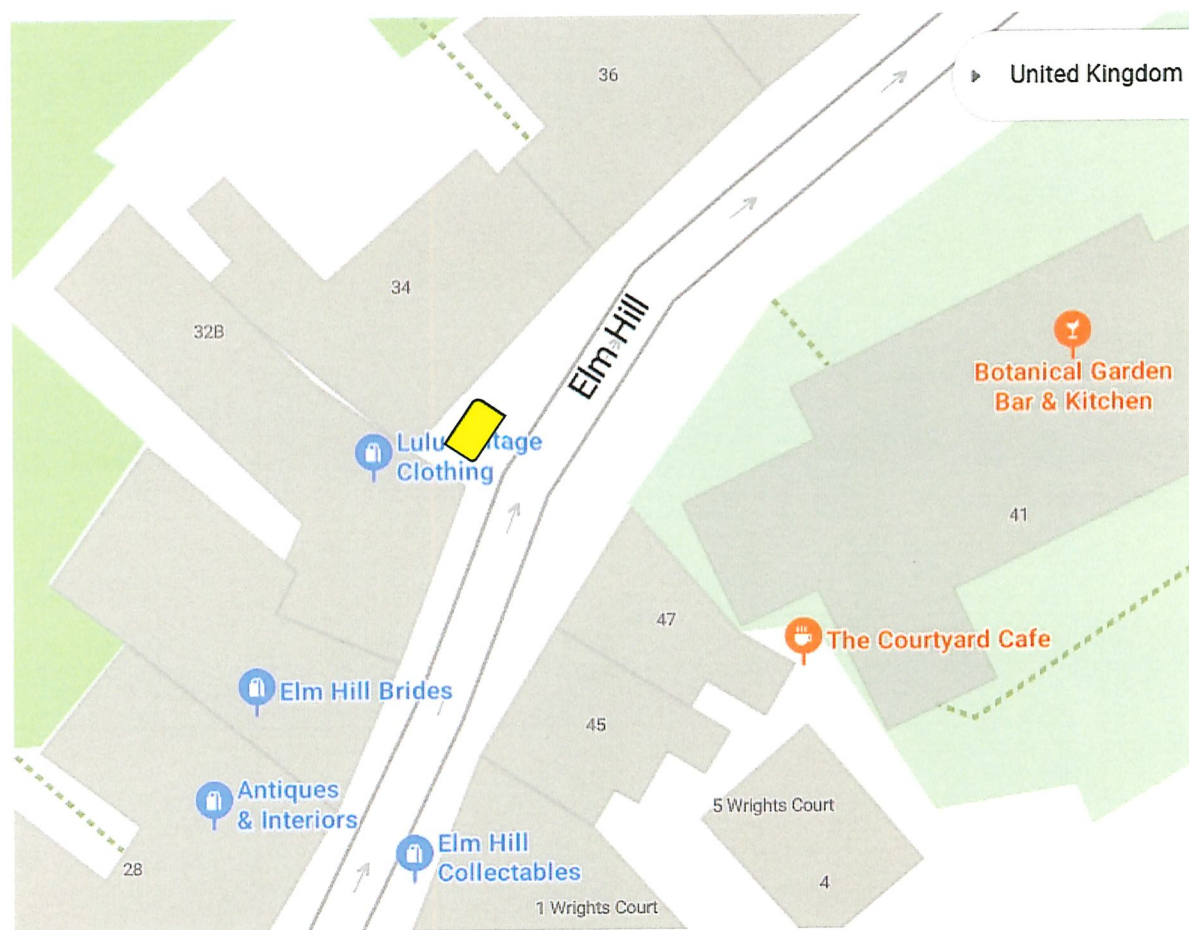 36
United Kingdom
34
32B
Elm Hill
Botanical Garden
Bar & Kitchen
Lulu
tage
Clothing
41
47
The Courtyard Cafe
Elm Hill Brides
45
Antiques
& Interiors
5 Wrights Court
Elm Hill
Collectables
28
4
1 Wrights Court